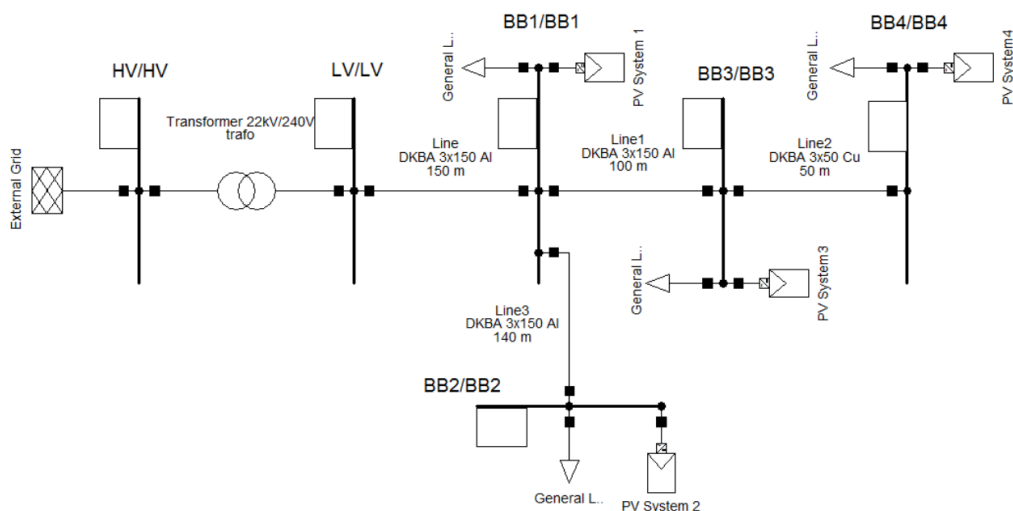 BB1/BB1
BB4/BB4
General L..
PV System 1
General L..
PV System4
HV/HV
LV/LV
BB3/BB3
Transformer 22kV/240V
trafo
Line
DKBA 3x150 Al
150 m
Line1
DKBA 3x150 Al
100 m
Line2
DKBA 3x50 Cu
50 m
External Grid
General L..
PV System3
Line3
DKBA 3x150 Al
140 m
BB2/BB2
General L..
PV System 2